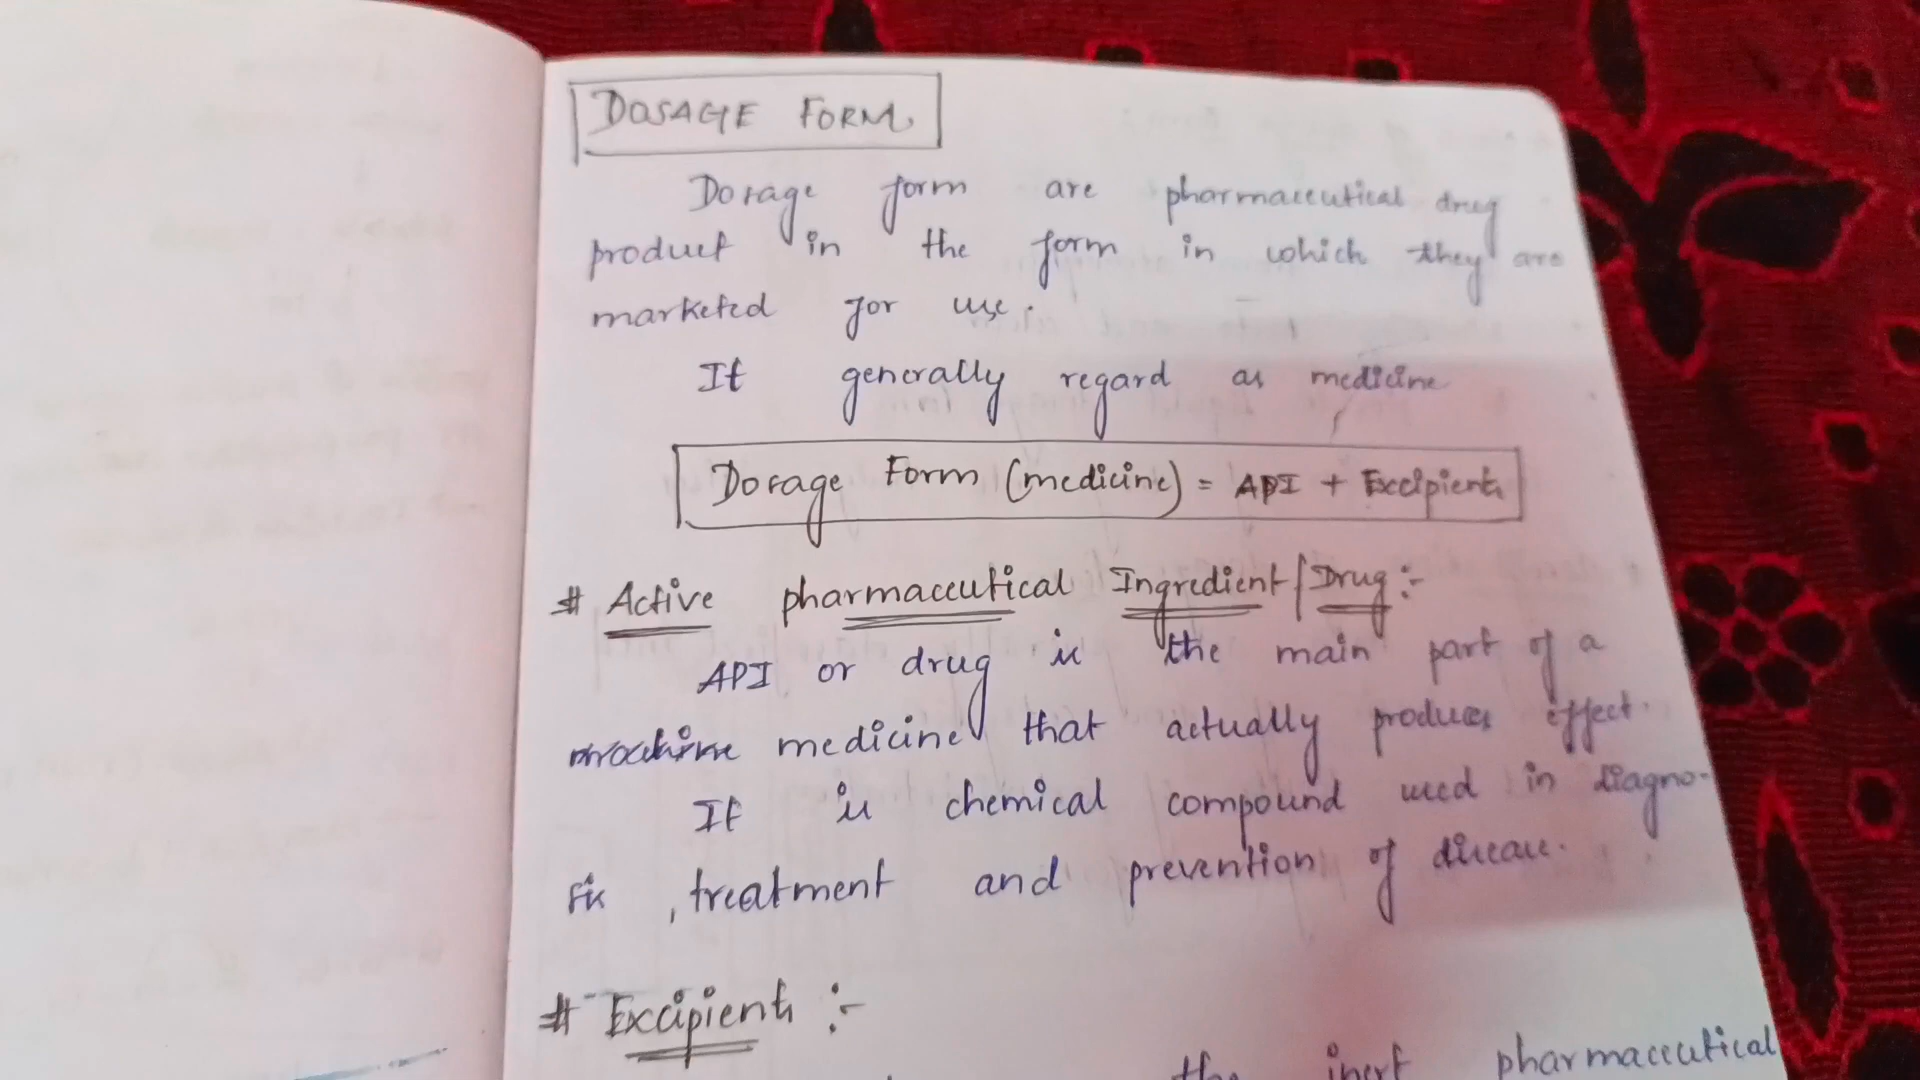 DOSAGE FORM
Dosage form are pharmaceutical drug
product in the form in which they are
marketed for use.
It generally regard as medicine
Dosage Form (medicine) = API + Excipients
# Active pharmaceutical Ingredient/Drug:-
API or drug is the main part of a
medicine that actually produces effect.
It is chemical compound used in diagno-
sis, treatment and prevention of disease.
# Excipients :-
the inert pharmaceutical